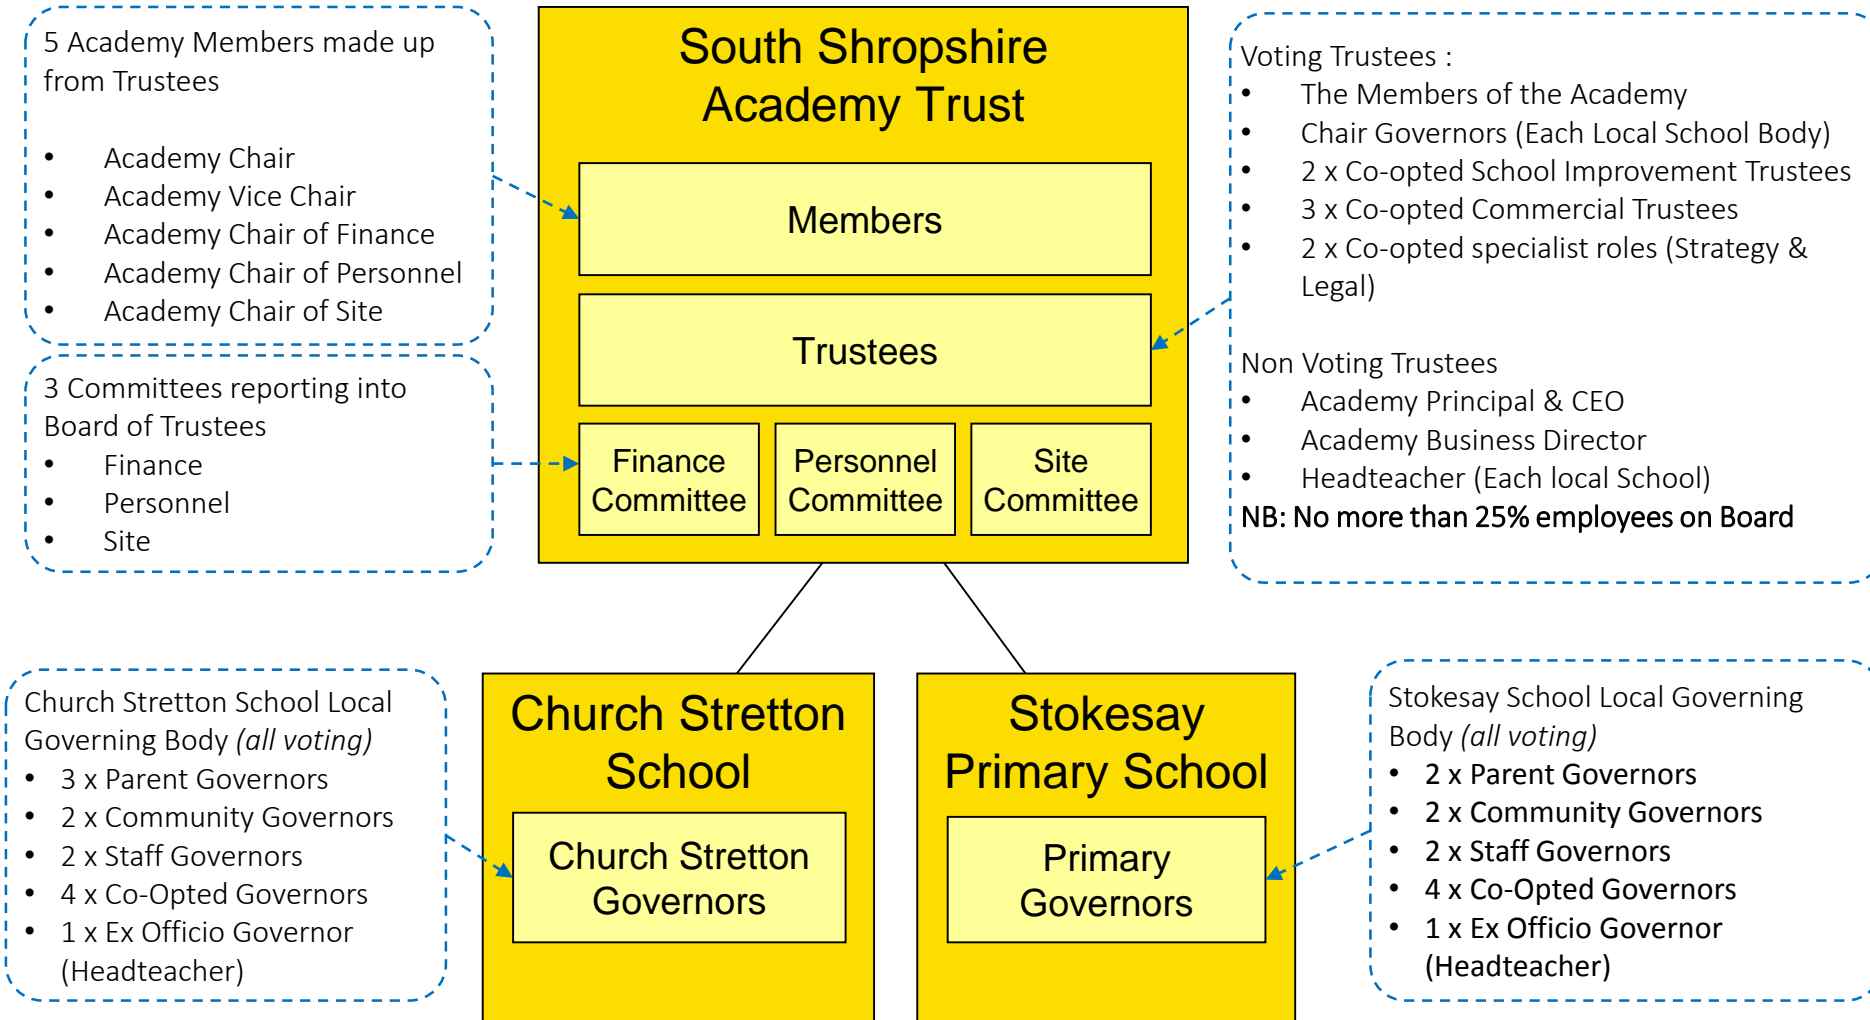 5 Academy Members made up
from Trustees
• Academy Chair
• Academy Vice Chair
• Academy Chair of Finance
• Academy Chair of Personnel
• Academy Chair of Site
3 Committees reporting into
Board of Trustees
• Finance
• Personnel
• Site
South Shropshire
Academy Trust
Members
Trustees
Finance
Committee
Personnel
Committee
Site
Committee
Voting Trustees :
• The Members of the Academy
• Chair Governors (Each Local School Body)
• 2 x Co-opted School Improvement Trustees
• 3 x Co-opted Commercial Trustees
• 2 x Co-opted specialist roles (Strategy &
Legal)
Non Voting Trustees
• Academy Principal & CEO
• Academy Business Director
• Headteacher (Each local School)
NB: No more than 25% employees on Board
Church Stretton School Local
Governing Body (all voting)
• 3 x Parent Governors
• 2 x Community Governors
• 2 x Staff Governors
• 4 x Co-Opted Governors
• 1 x Ex Officio Governor
(Headteacher)
Church Stretton
School
Church Stretton
Governors
Stokesay
Primary School
Primary
Governors
Stokesay School Local Governing
Body (all voting)
• 2 x Parent Governors
• 2 x Community Governors
• 2 x Staff Governors
• 4 x Co-Opted Governors
• 1 x Ex Officio Governor
(Headteacher)